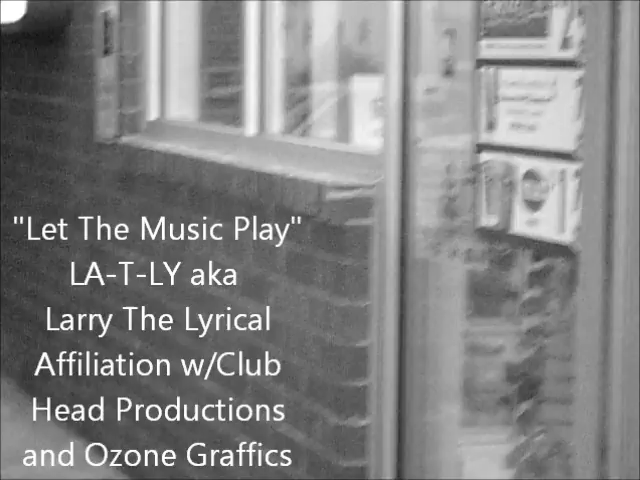 "Let The Music Play"
LA-T-LY aka
Larry The Lyrical
Affiliation w/Club
Head Productions
and Ozone Graffics